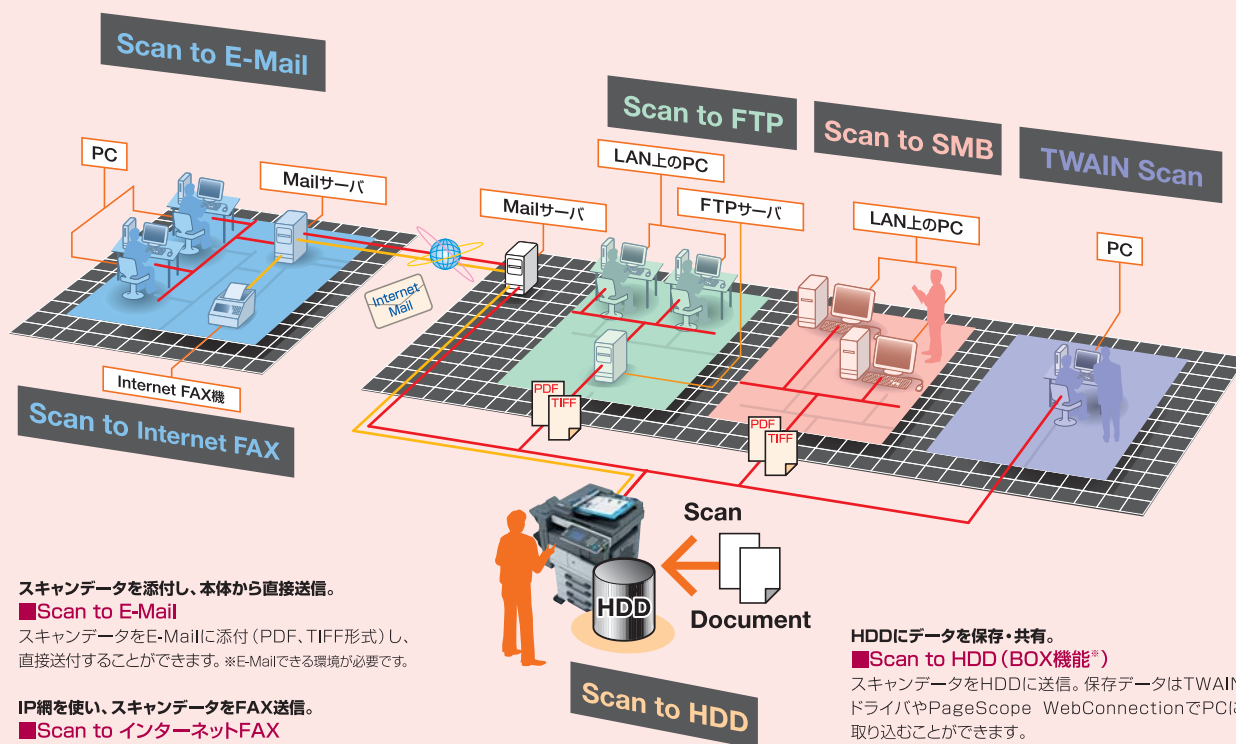 Scan to E-Mail
Scan to FTP
Scan to SMB
TWAIN Scan
PC
Mailサーバ
Mailサーバ
LAN上のPC
FTPサーバ
LAN上のPC
PC
Internet
Mail
Internet FAX機
Scan to Internet FAX
PDF
TIFF
PDF
TIFF
Scan
Document
HDD
Scan to HDD
スキャンデータを添付し、本体から直接送信。
■Scan to E-Mail
スキャンデータをE-Mailに添付(PDF、TIFF形式)し、
直接送付することができます。※E-Mailできる環境が必要です。
IP網を使い、スキャンデータをFAX送信。
■Scan to インターネットFAX
HDDにデータを保存・共有。
■Scan to HDD(BOX機能※)
スキャンデータをHDDに送信。保存データはTWAIN
ドライバやPageScope WebConnectionでPCに
取り込むことができます。